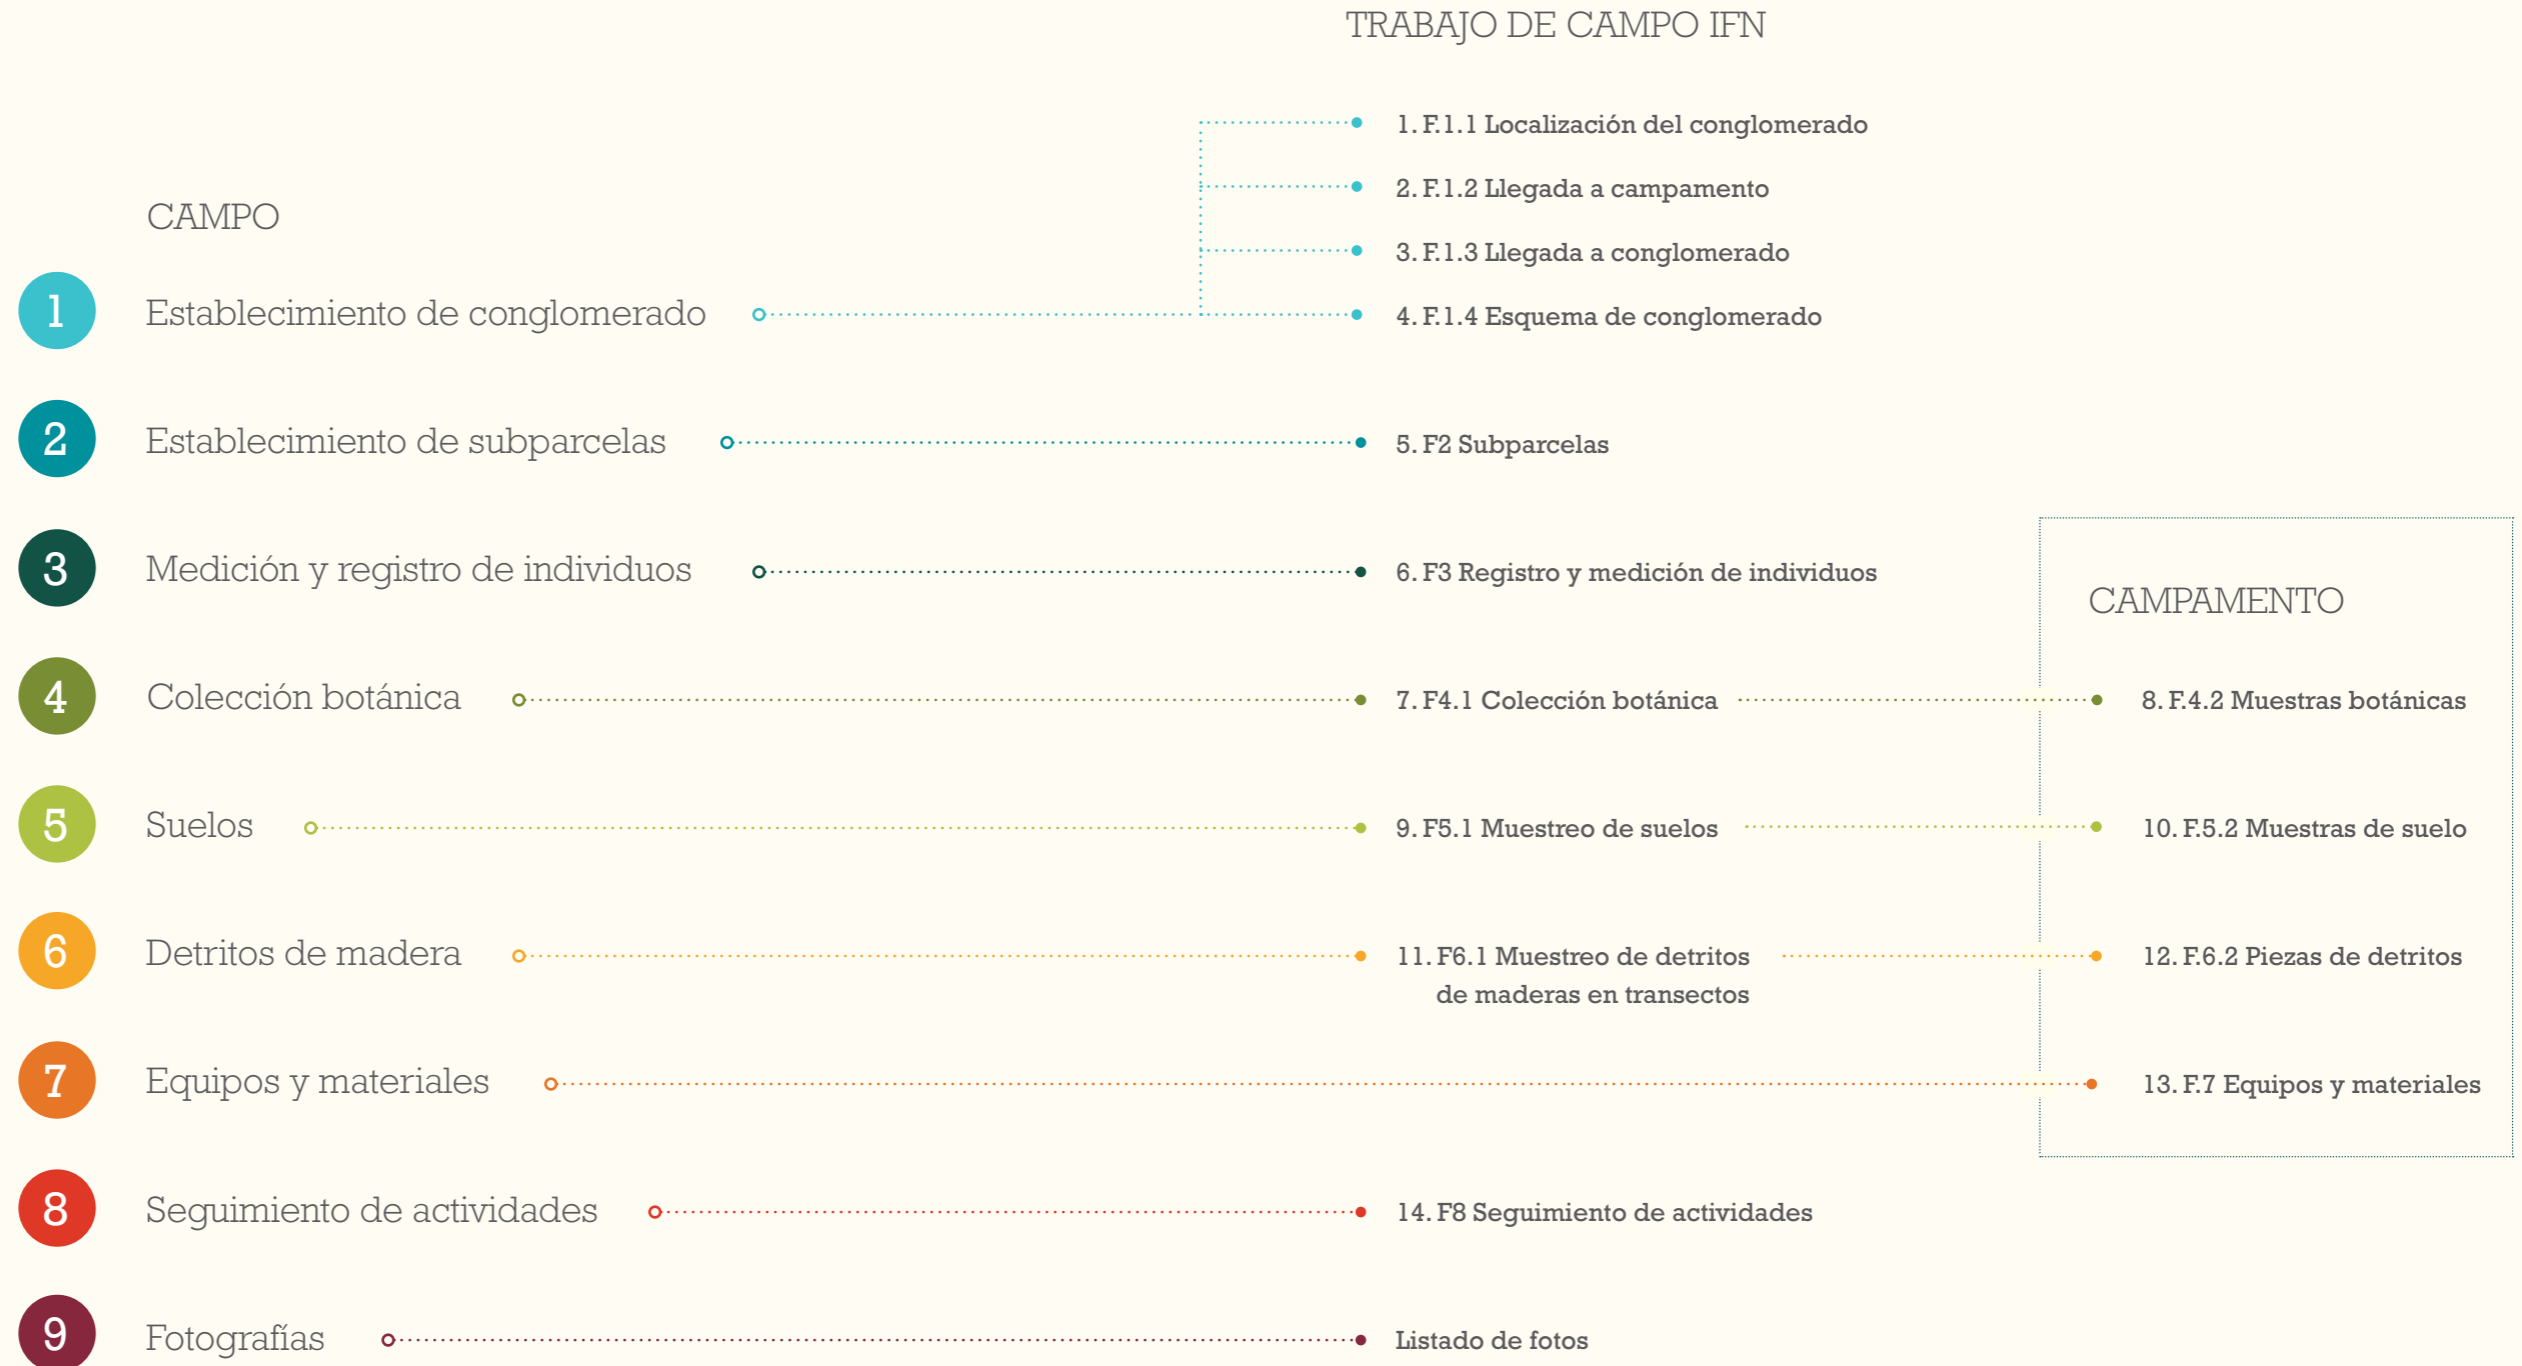 TRABAJO DE CAMPO IFN
1. F.1.1 Localización del conglomerado
2. F.1.2 Llegada a campamento
CAMPO
3. F.1.3 Llegada a conglomerado
1 Establecimiento de conglomerado
4. F.1.4 Esquema de conglomerado
2 Establecimiento de subparcelas
5. F2 Subparcelas
3 Medición y registro de individuos
6. F3 Registro y medición de individuos
CAMPAMENTO
4 Colección botánica
7. F4.1 Colección botánica
8. F.4.2 Muestras botánicas
5 Suelos
9. F5.1 Muestreo de suelos
10. F.5.2 Muestras de suelo
6 Detritos de madera
11. F6.1 Muestreo de detritos
de maderas en transectos
12. F.6.2 Piezas de detritos
7 Equipos y materiales
13. F.7 Equipos y materiales
8 Seguimiento de actividades
14. F8 Seguimiento de actividades
9 Fotografías
Listado de fotos